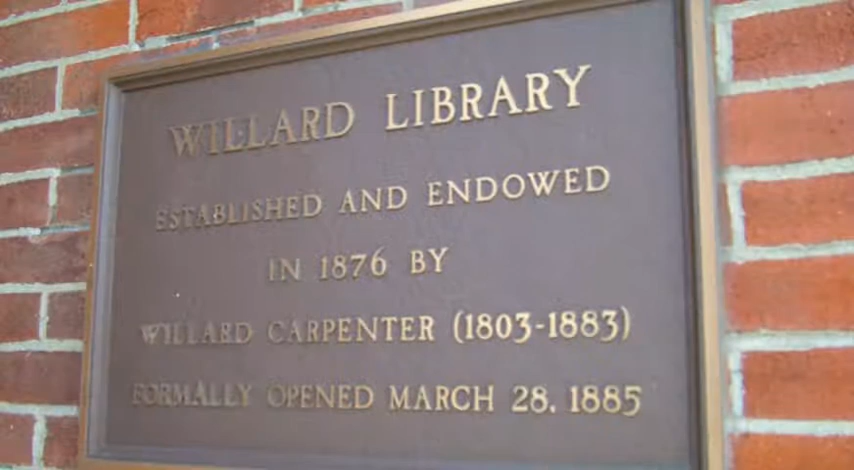 WILLARD LIBRARY
ESTABLISHED AND ENDOWED
IN 1876 BY
WILLARD CARPENTER (1803-1883)
FORMALLY OPENED MARCH 28, 1885